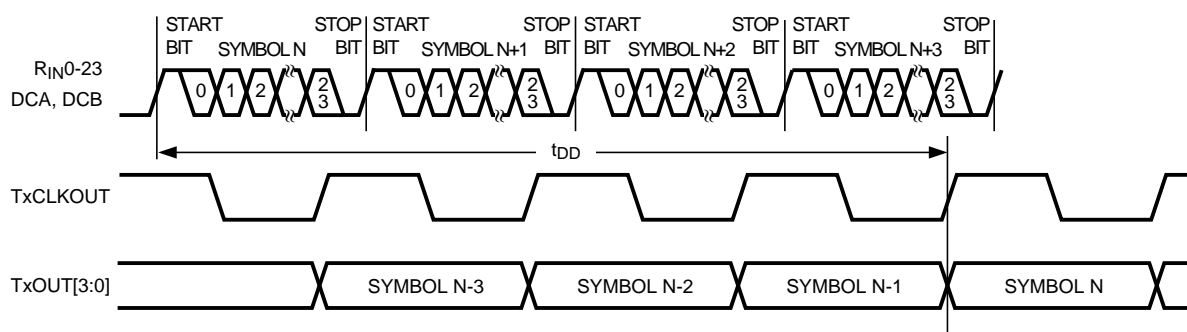 START STOP START STOP START STOP START STOP
BIT SYMBOL N BIT BIT SYMBOL N+1 BIT BIT SYMBOL N+2 BIT BIT SYMBOL N+3 BIT
RIN0-23
DCA, DCB
0 1 2 23 0 1 2 23 0 1 2 23 0 1 2 23
tDD
TxCLKOUT
TxOUT[3:0] SYMBOL N-3 SYMBOL N-2 SYMBOL N-1 SYMBOL N